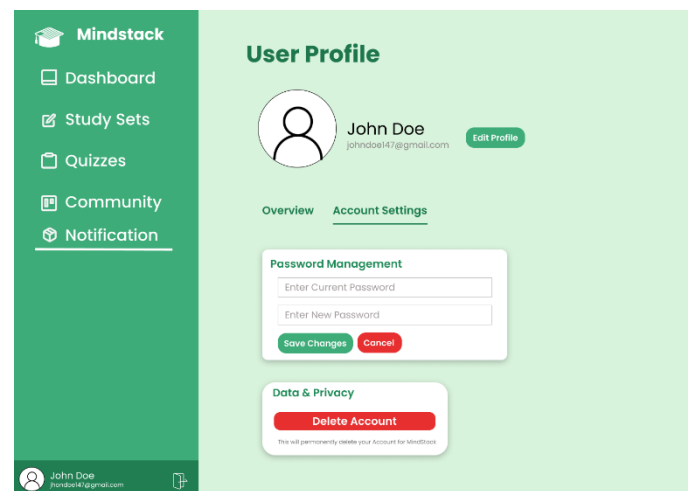 Mindstack
Dashboard
Study Sets
Quizzes
Community
Notification
John Doe
jhondoe147@gmail.com
User Profile
John Doe
johndoe147@gmail.com
Edit Profile
Overview Account Settings
Password Management
Enter Current Password
Enter New Password
Save Changes Cancel
Data & Privacy
Delete Account
This will permanently delete your Account for MindStack